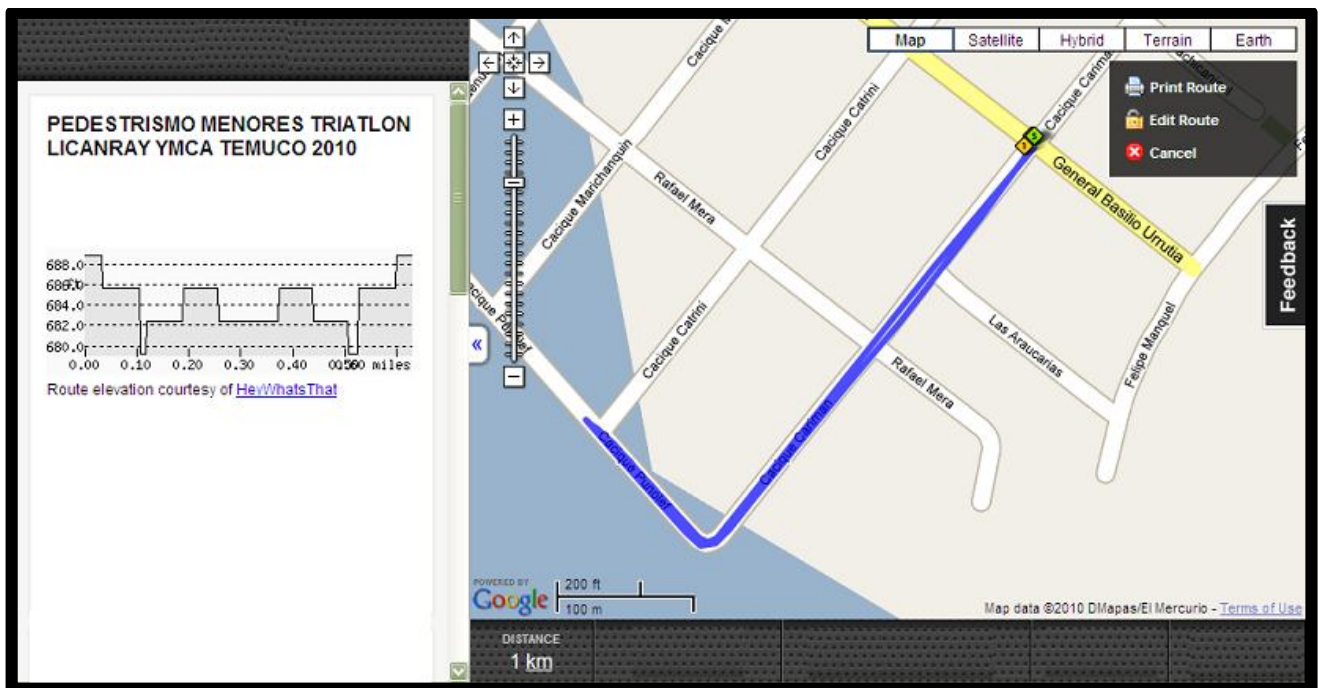 PEDESTRISMO MENORES TRIATLON
LICANRAY YMCA TEMUCO 2010
688.0
684.0
682.0
680.0
0.00 0.10 0.20 0.30 0.40 miles
Route elevation courtesy of HeyWhatsThat
Map Satellite Hybrid Terrain Earth
Print Route
Edit Route
Cancel
Feedback
«
Cacique Marichanquin
Cacique Catrini
Cacique Catrini
Rafael Mera
Rafael Mera
General Basilio Urrutia
Las Araucarias
Felipe Manquel
Cacique Cariman
Cacique Punulef
200 ft
100 m
POWERED BY
Google
Map data ©2010 DMapas/El Mercurio - Terms of Use
DISTANCE
1 km